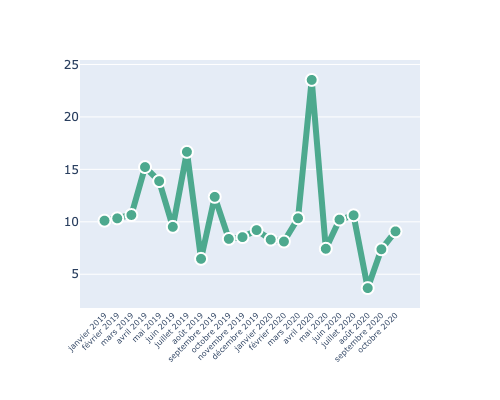 25
20
15
10
5
janvier 2019
février 2019
mars 2019
avril 2019
mai 2019
juin 2019
juillet 2019
août 2019
septembre 2019
octobre 2019
novembre 2019
décembre 2019
janvier 2020
février 2020
mars 2020
avril 2020
mai 2020
juin 2020
juillet 2020
août 2020
septembre 2020
octobre 2020